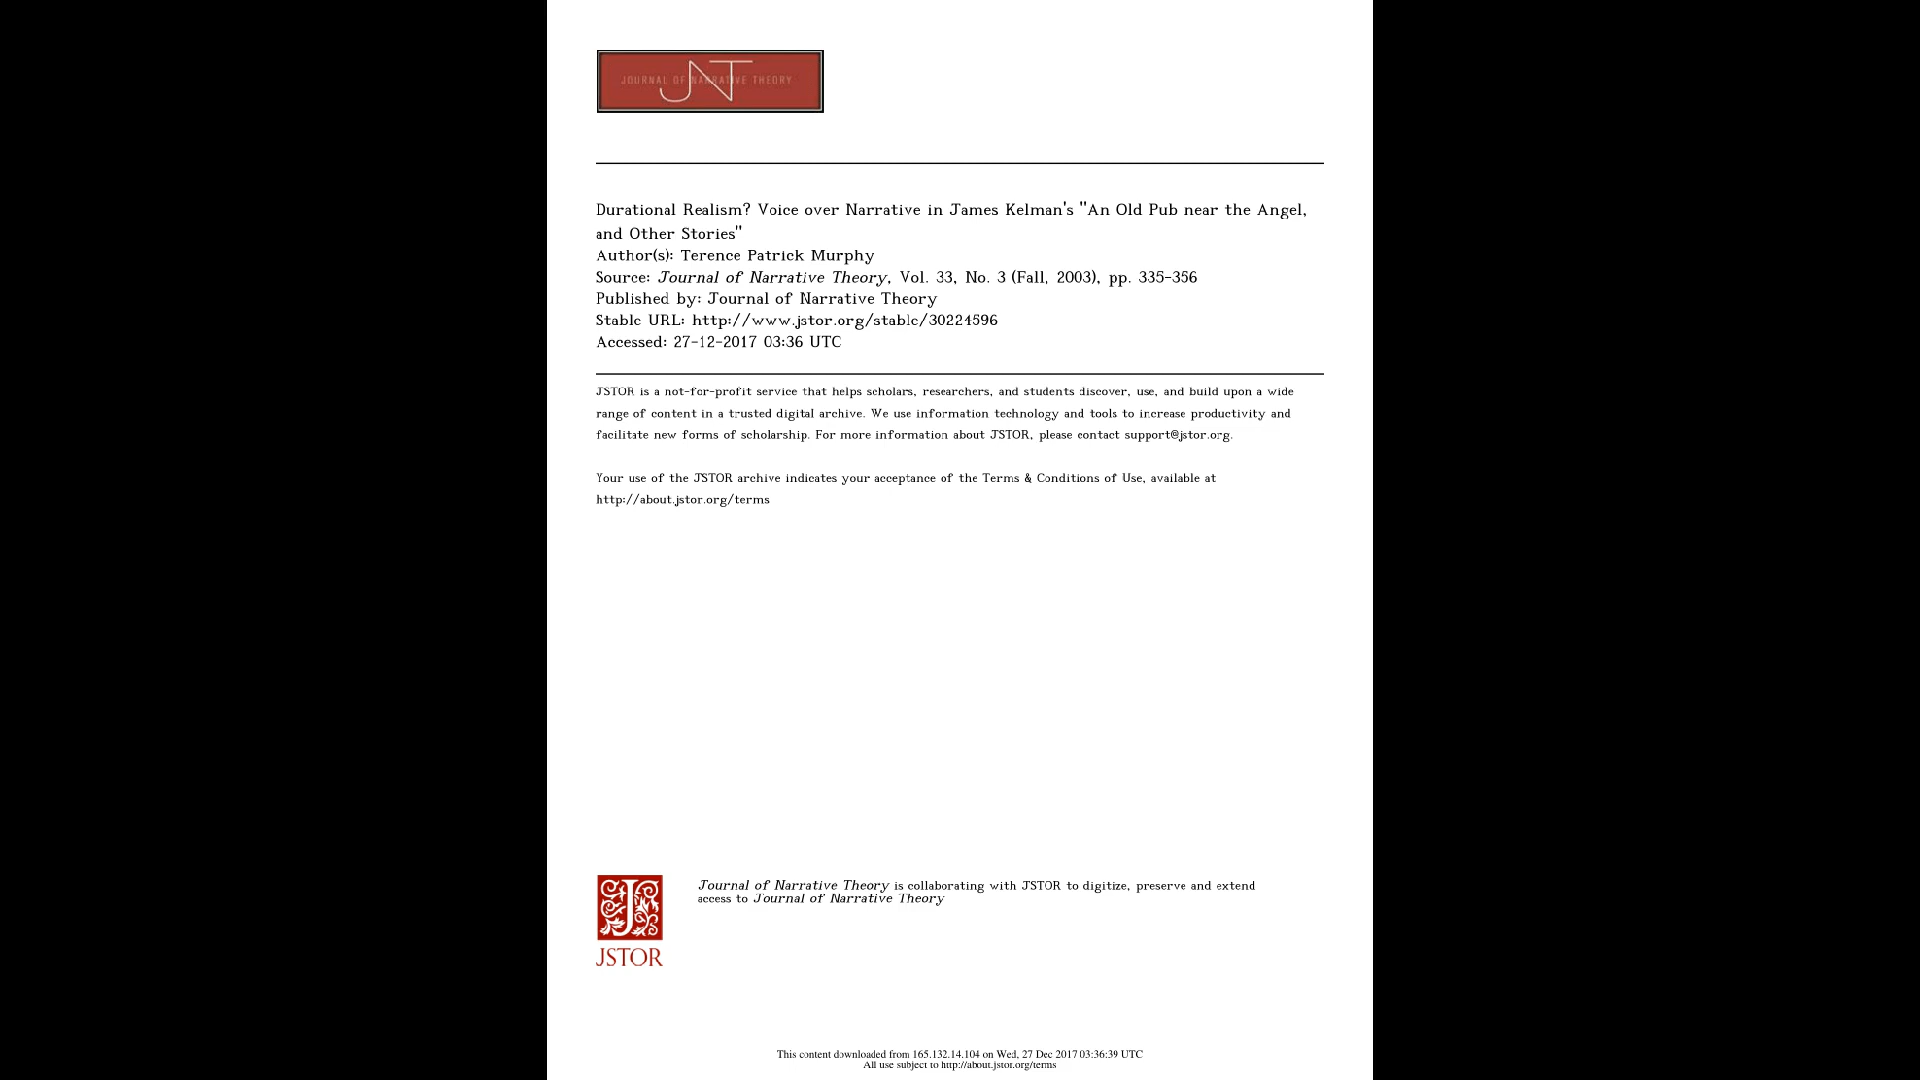 JOURNAL OF NARRATIVE THEORY
JNT
Durational Realism? Voice over Narrative in James Kelman's "An Old Pub near the Angel,
and Other Stories"
Author(s): Terence Patrick Murphy
Source: Journal of Narrative Theory, Vol. 33, No. 3 (Fall, 2003), pp. 335-356
Published by: Journal of Narrative Theory
Stable URL: http://www.jstor.org/stable/30224596
Accessed: 27-12-2017 03:36 UTC
JSTOR is a not-for-profit service that helps scholars, researchers, and students discover, use, and build upon a wide
range of content in a trusted digital archive. We use information technology and tools to increase productivity and
facilitate new forms of scholarship. For more information about JSTOR, please contact support@jstor.org.
Your use of the JSTOR archive indicates your acceptance of the Terms & Conditions of Use, available at
http://about.jstor.org/terms
J
JSTOR
Journal of Narrative Theory is collaborating with JSTOR to digitize, preserve and extend
access to Journal of Narrative Theory
This content downloaded from 165.132.14.104 on Wed, 27 Dec 2017 03:36:39 UTC
All use subject to http://about.jstor.org/terms